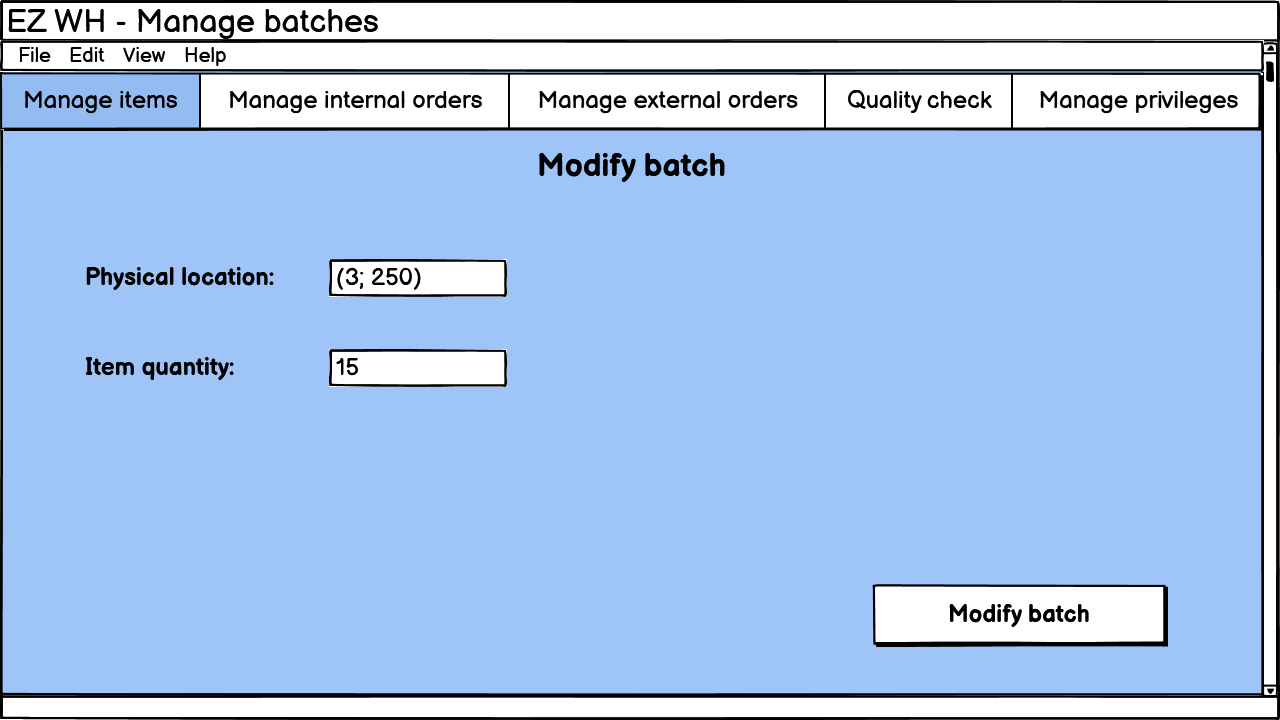 EZ WH - Manage batches
File Edit View Help
Manage items Manage internal orders Manage external orders Quality check Manage privileges
Modify batch
Physical location: (3; 250)
Item quantity: 15
Modify batch